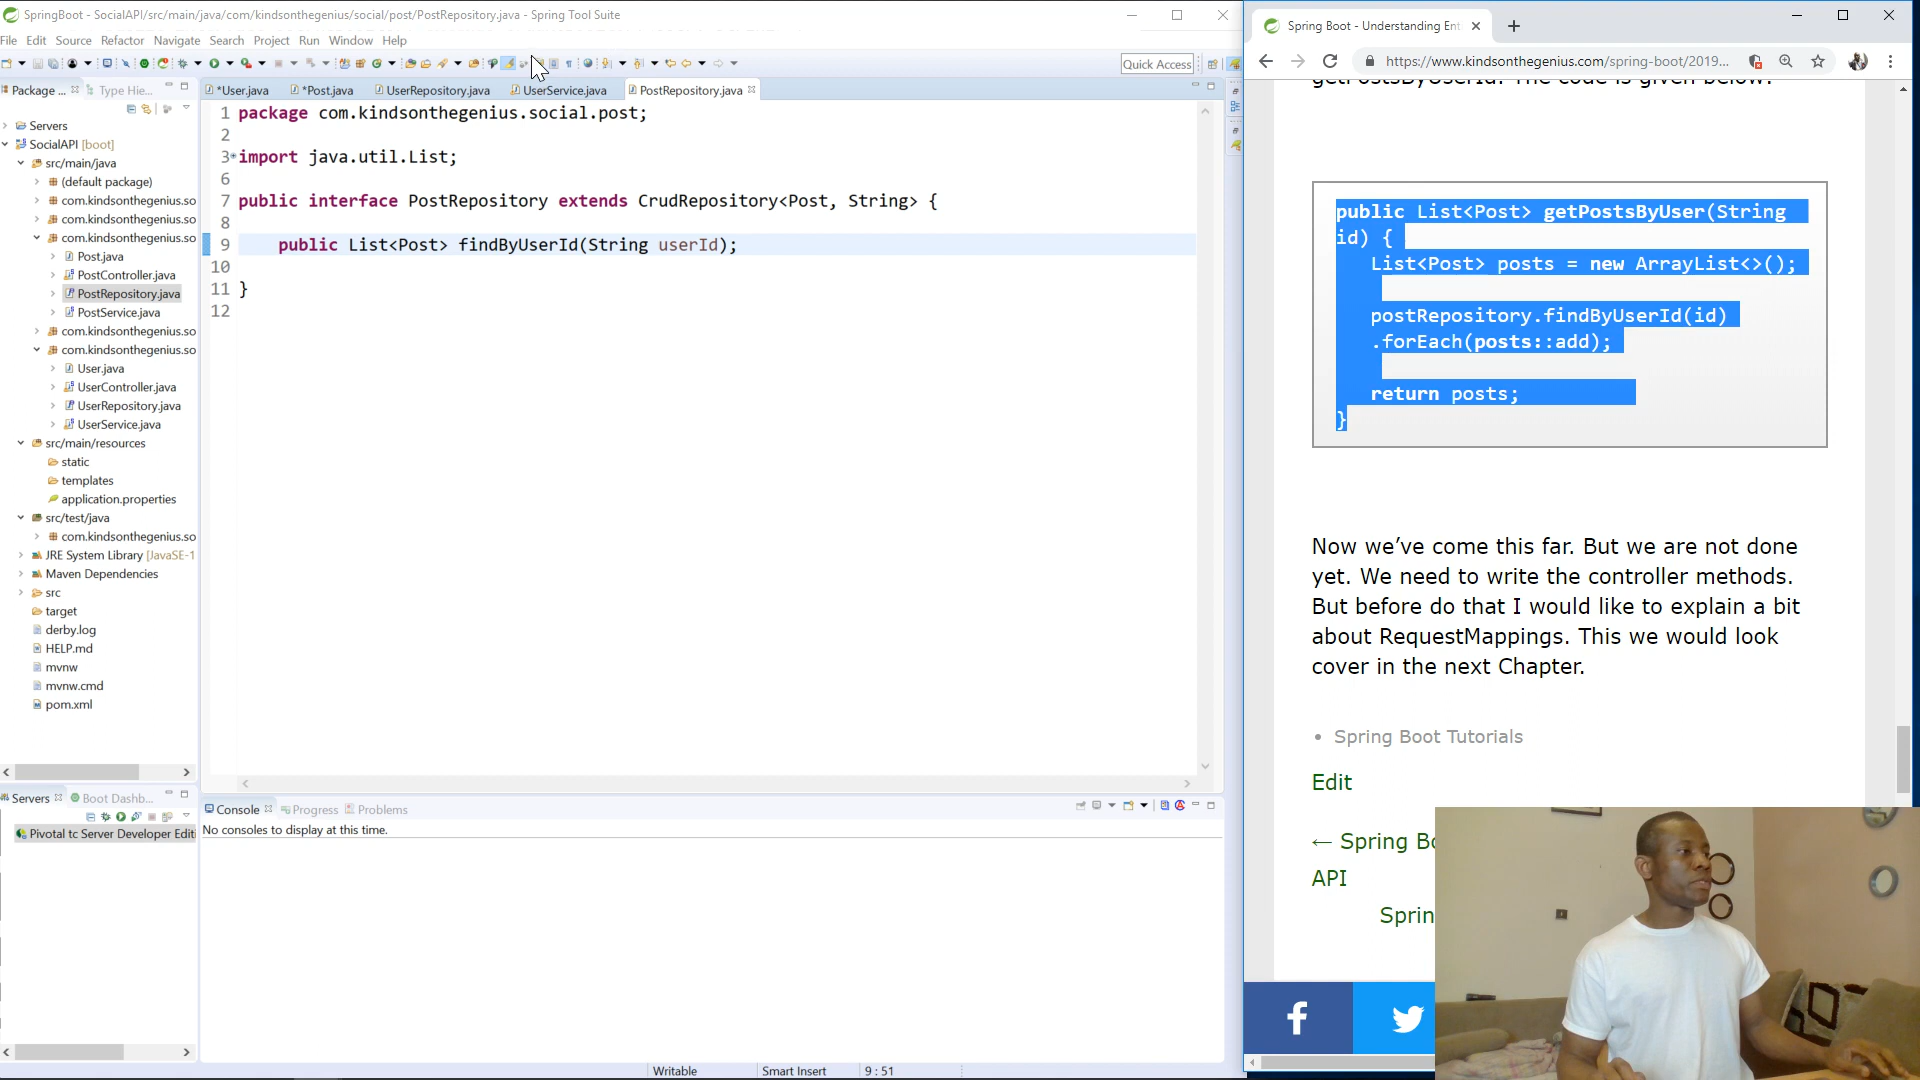 SpringBoot - SocialAPI/src/main/java/com/kindsonthegenius/social/post/PostRepository.java - Spring Tool Suite
File Edit Source Refactor Navigate Search Project Run Window Help
Quick Access
Package ...
Type Hie...
Servers
SocialAPI [boot]
src/main/java
(default package)
com.kindsonthegenius.so
com.kindsonthegenius.so
com.kindsonthegenius.so
Post.java
PostController.java
PostRepository.java
PostService.java
com.kindsonthegenius.so
com.kindsonthegenius.so
User.java
UserController.java
UserRepository.java
UserService.java
src/main/resources
static
templates
application.properties
src/test/java
com.kindsonthegenius.so
JRE System Library [JavaSE-1
Maven Dependencies
src
target
derby.log
HELP.md
mvnw
mvnw.cmd
pom.xml
Servers
Boot Dashb...
Pivotal tc Server Developer Editi
*User.java
*Post.java
UserRepository.java
UserService.java
PostRepository.java
1 package com.kindsonthegenius.social.post;
2
3 import java.util.List;
6
7 public interface PostRepository extends CrudRepository<Post, String> {
8
9 public List<Post> findByUserId(String userId);
10
11 }
12
Console
Progress
Problems
No consoles to display at this time.
Writable
Smart Insert
9 : 51
Spring Boot - Understanding Ent
https://www.kindsonthegenius.com/spring-boot/2019...
getPostsByUserId. The code is given below.
public List<Post> getPostsByUser(String
id) {
List<Post> posts = new ArrayList<>();
postRepository.findByUserId(id)
.forEach(posts::add);
return posts;
}
Now we’ve come this far. But we are not done
yet. We need to write the controller methods.
But before do that I would like to explain a bit
about RequestMappings. This we would look
cover in the next Chapter.
• Spring Boot Tutorials
Edit
← Spring Bo
API
Sprin